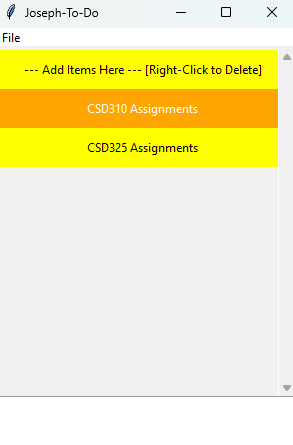 Joseph-To-Do
File
--- Add Items Here --- [Right-Click to Delete]
CSD310 Assignments
CSD325 Assignments